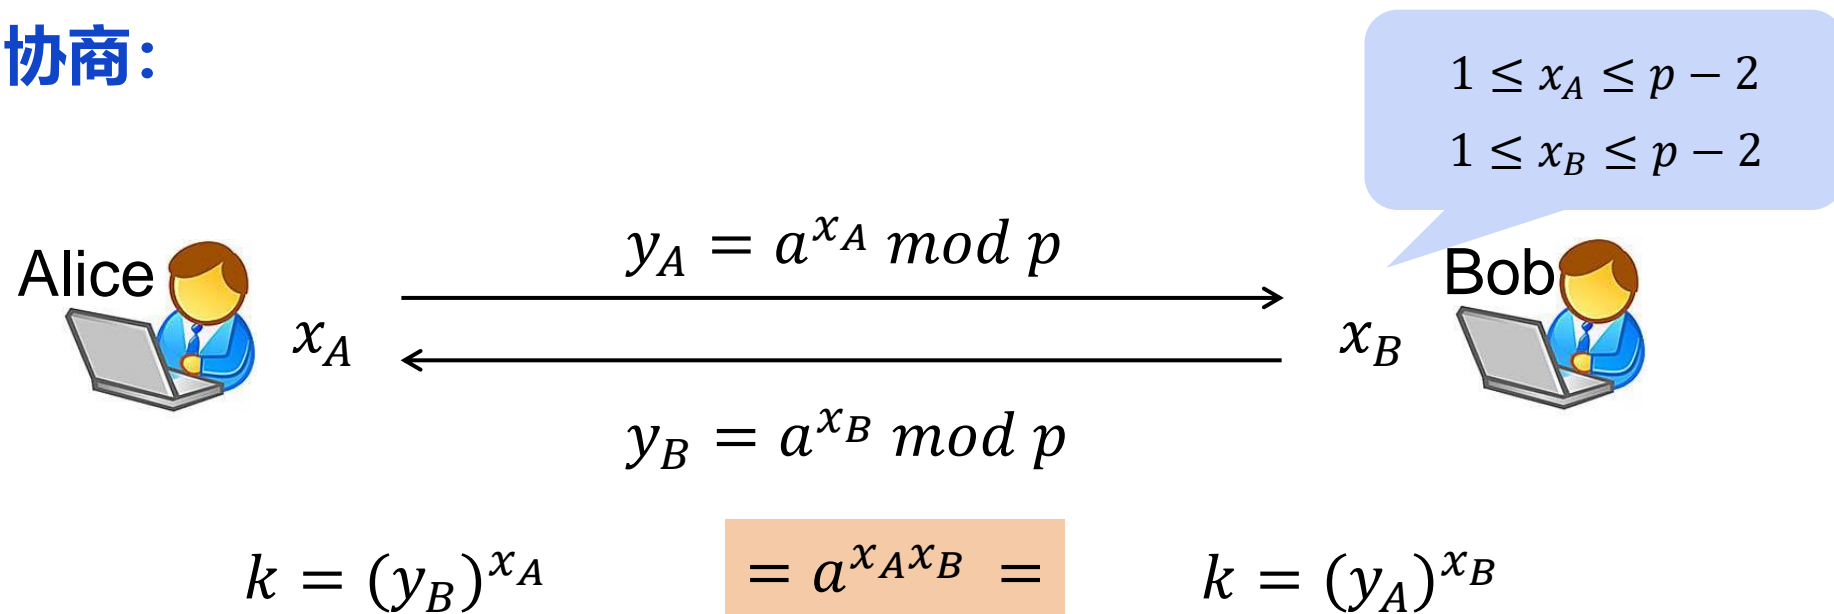 协商：
1 ≤ x_A ≤ p − 2
1 ≤ x_B ≤ p − 2
Alice
y_A = a^{x_A} mod p
Bob
x_A
x_B
y_B = a^{x_B} mod p
k = (y_B)^{x_A} = a^{x_A x_B} = k = (y_A)^{x_B}